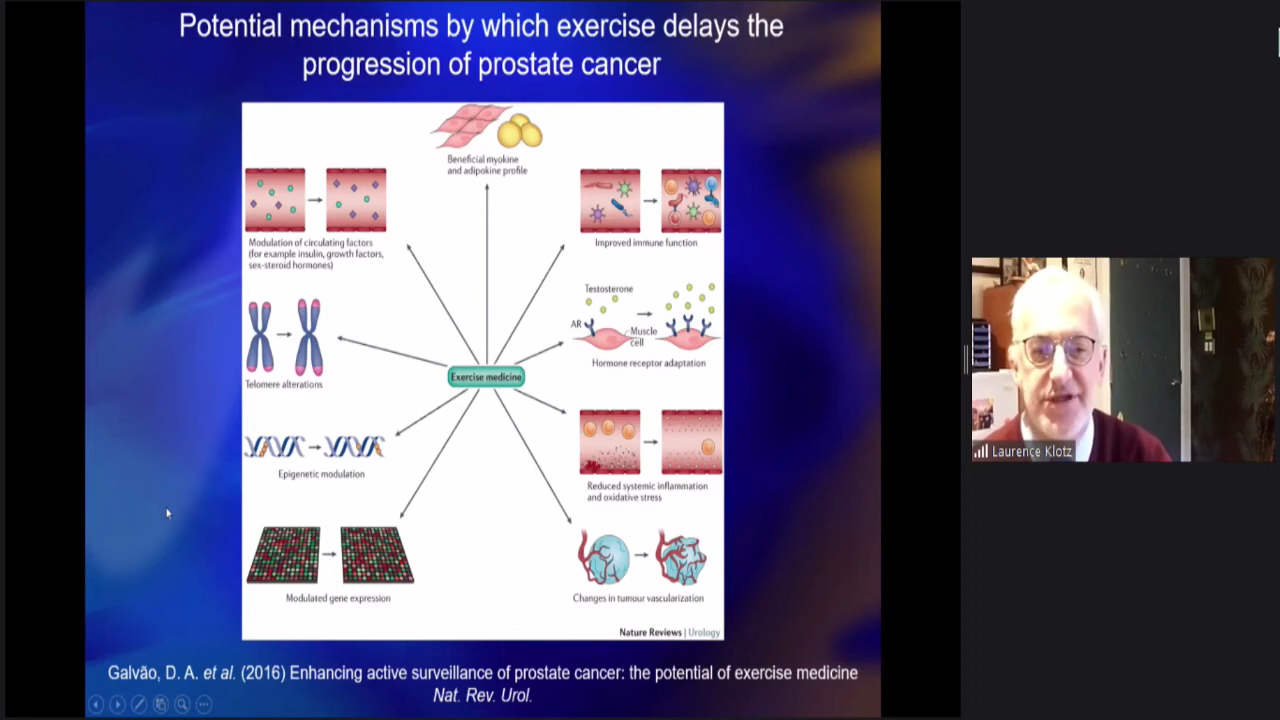 Potential mechanisms by which exercise delays the
progression of prostate cancer
Beneficial myokine
and adipokine profile
Modulation of circulating factors
(for example insulin, growth factors,
sex-steroid hormones)
Improved immune function
Testosterone
AR
Muscle
cell
Hormone receptor adaptation
Telomere alterations
Exercise medicine
Epigenetic modulation
Reduced systemic inflammation
and oxidative stress
Modulated gene expression
Changes in tumour vascularization
Nature Reviews | Urology
Galvão, D. A. et al. (2016) Enhancing active surveillance of prostate cancer: the potential of exercise medicine
Nat. Rev. Urol.
Laurence Klotz